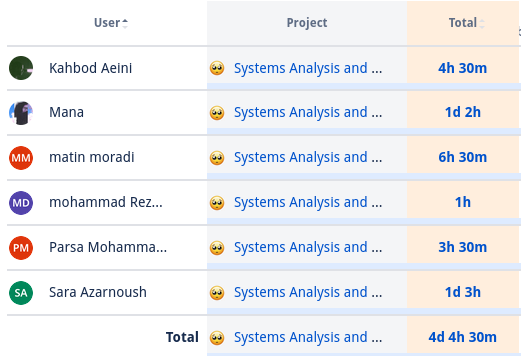 User Project Total
Kahbod Aeini Systems Analysis and ... 4h 30m
Mana Systems Analysis and ... 1d 2h
MM matin moradi Systems Analysis and ... 6h 30m
MD mohammad Rez... Systems Analysis and ... 1h
PM Parsa Mohamma... Systems Analysis and ... 3h 30m
SA Sara Azarnoush Systems Analysis and ... 1d 3h
Total Systems Analysis and ... 4d 4h 30m